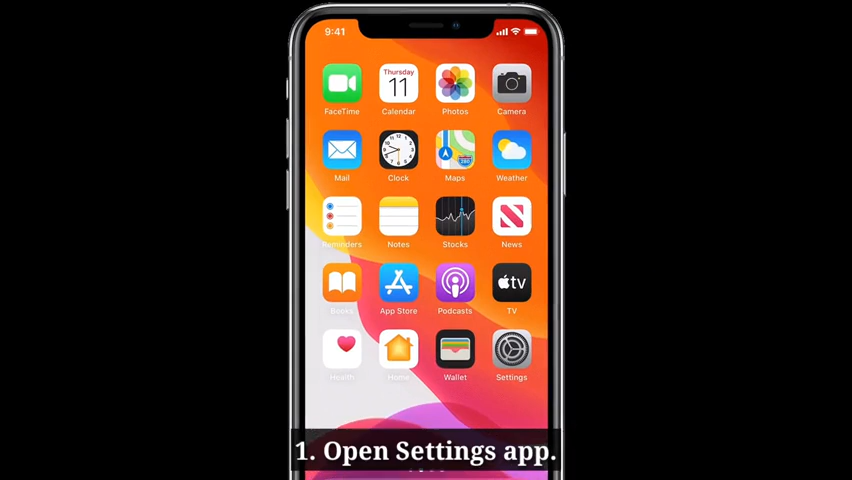 9:41
Thursday
11
FaceTime Calendar Photos Camera
280
Mail Clock Maps Weather
Reminders Notes Stocks News
tv
Books App Store Podcasts TV
Health Home Wallet Settings
1. Open Settings app.